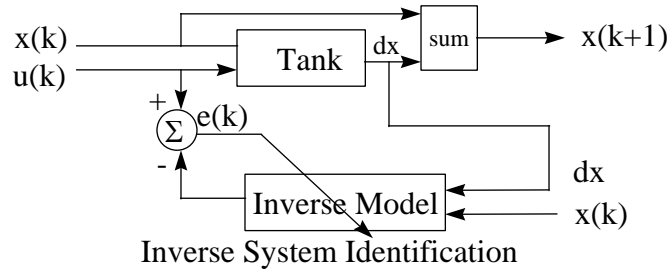 x(k)
u(k)
Tank
dx
sum
x(k+1)
+
Σ
e(k)
-
dx
Inverse Model
x(k)
Inverse System Identification